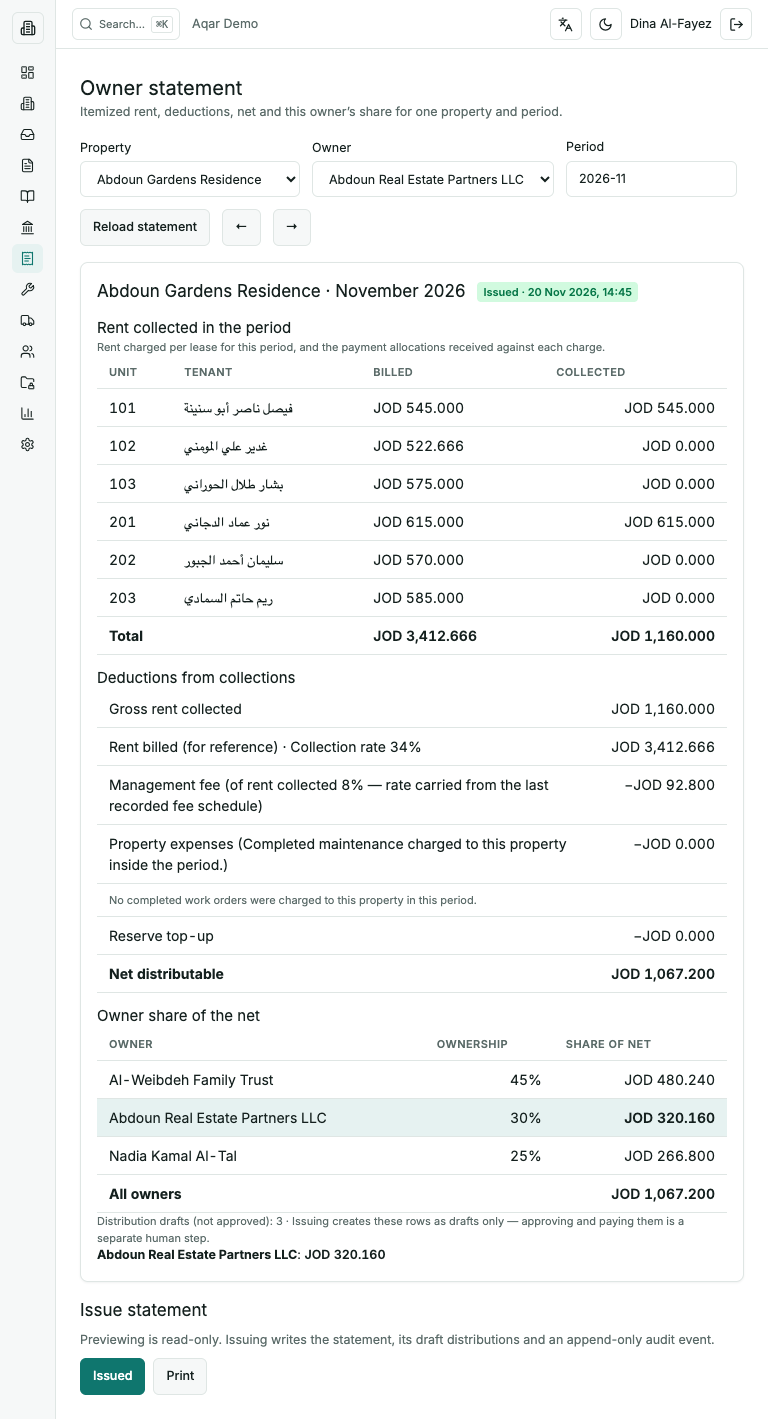 Search... ⌘K Aqar Demo Dina Al-Fayez
Owner statement
Itemized rent, deductions, net and this owner's share for one property and period.
Property Owner Period
Abdoun Gardens Residence Abdoun Real Estate Partners LLC 2026-11
Reload statement ← →
Abdoun Gardens Residence · November 2026 Issued · 20 Nov 2026, 14:45
Rent collected in the period
Rent charged per lease for this period, and the payment allocations received against each charge.
UNIT TENANT BILLED COLLECTED
101 فيصل ناصر أبو سنينة JOD 545.000 JOD 545.000
102 غدير علي المومني JOD 522.666 JOD 0.000
103 بشار طلال الحوراني JOD 575.000 JOD 0.000
201 نور عماد الدجاني JOD 615.000 JOD 615.000
202 سليمان أحمد الجبور JOD 570.000 JOD 0.000
203 ريم حاتم السمادي JOD 585.000 JOD 0.000
Total JOD 3,412.666 JOD 1,160.000
Deductions from collections
Gross rent collected JOD 1,160.000
Rent billed (for reference) · Collection rate 34% JOD 3,412.666
Management fee (of rent collected 8% — rate carried from the last −JOD 92.800
recorded fee schedule)
Property expenses (Completed maintenance charged to this property −JOD 0.000
inside the period.)
No completed work orders were charged to this property in this period.
Reserve top-up −JOD 0.000
Net distributable JOD 1,067.200
Owner share of the net
OWNER OWNERSHIP SHARE OF NET
Al-Weibdeh Family Trust 45% JOD 480.240
Abdoun Real Estate Partners LLC 30% JOD 320.160
Nadia Kamal Al-Tal 25% JOD 266.800
All owners JOD 1,067.200
Distribution drafts (not approved): 3 · Issuing creates these rows as drafts only — approving and paying them is a
separate human step.
Abdoun Real Estate Partners LLC: JOD 320.160
Issue statement
Previewing is read-only. Issuing writes the statement, its draft distributions and an append-only audit event.
Issued Print